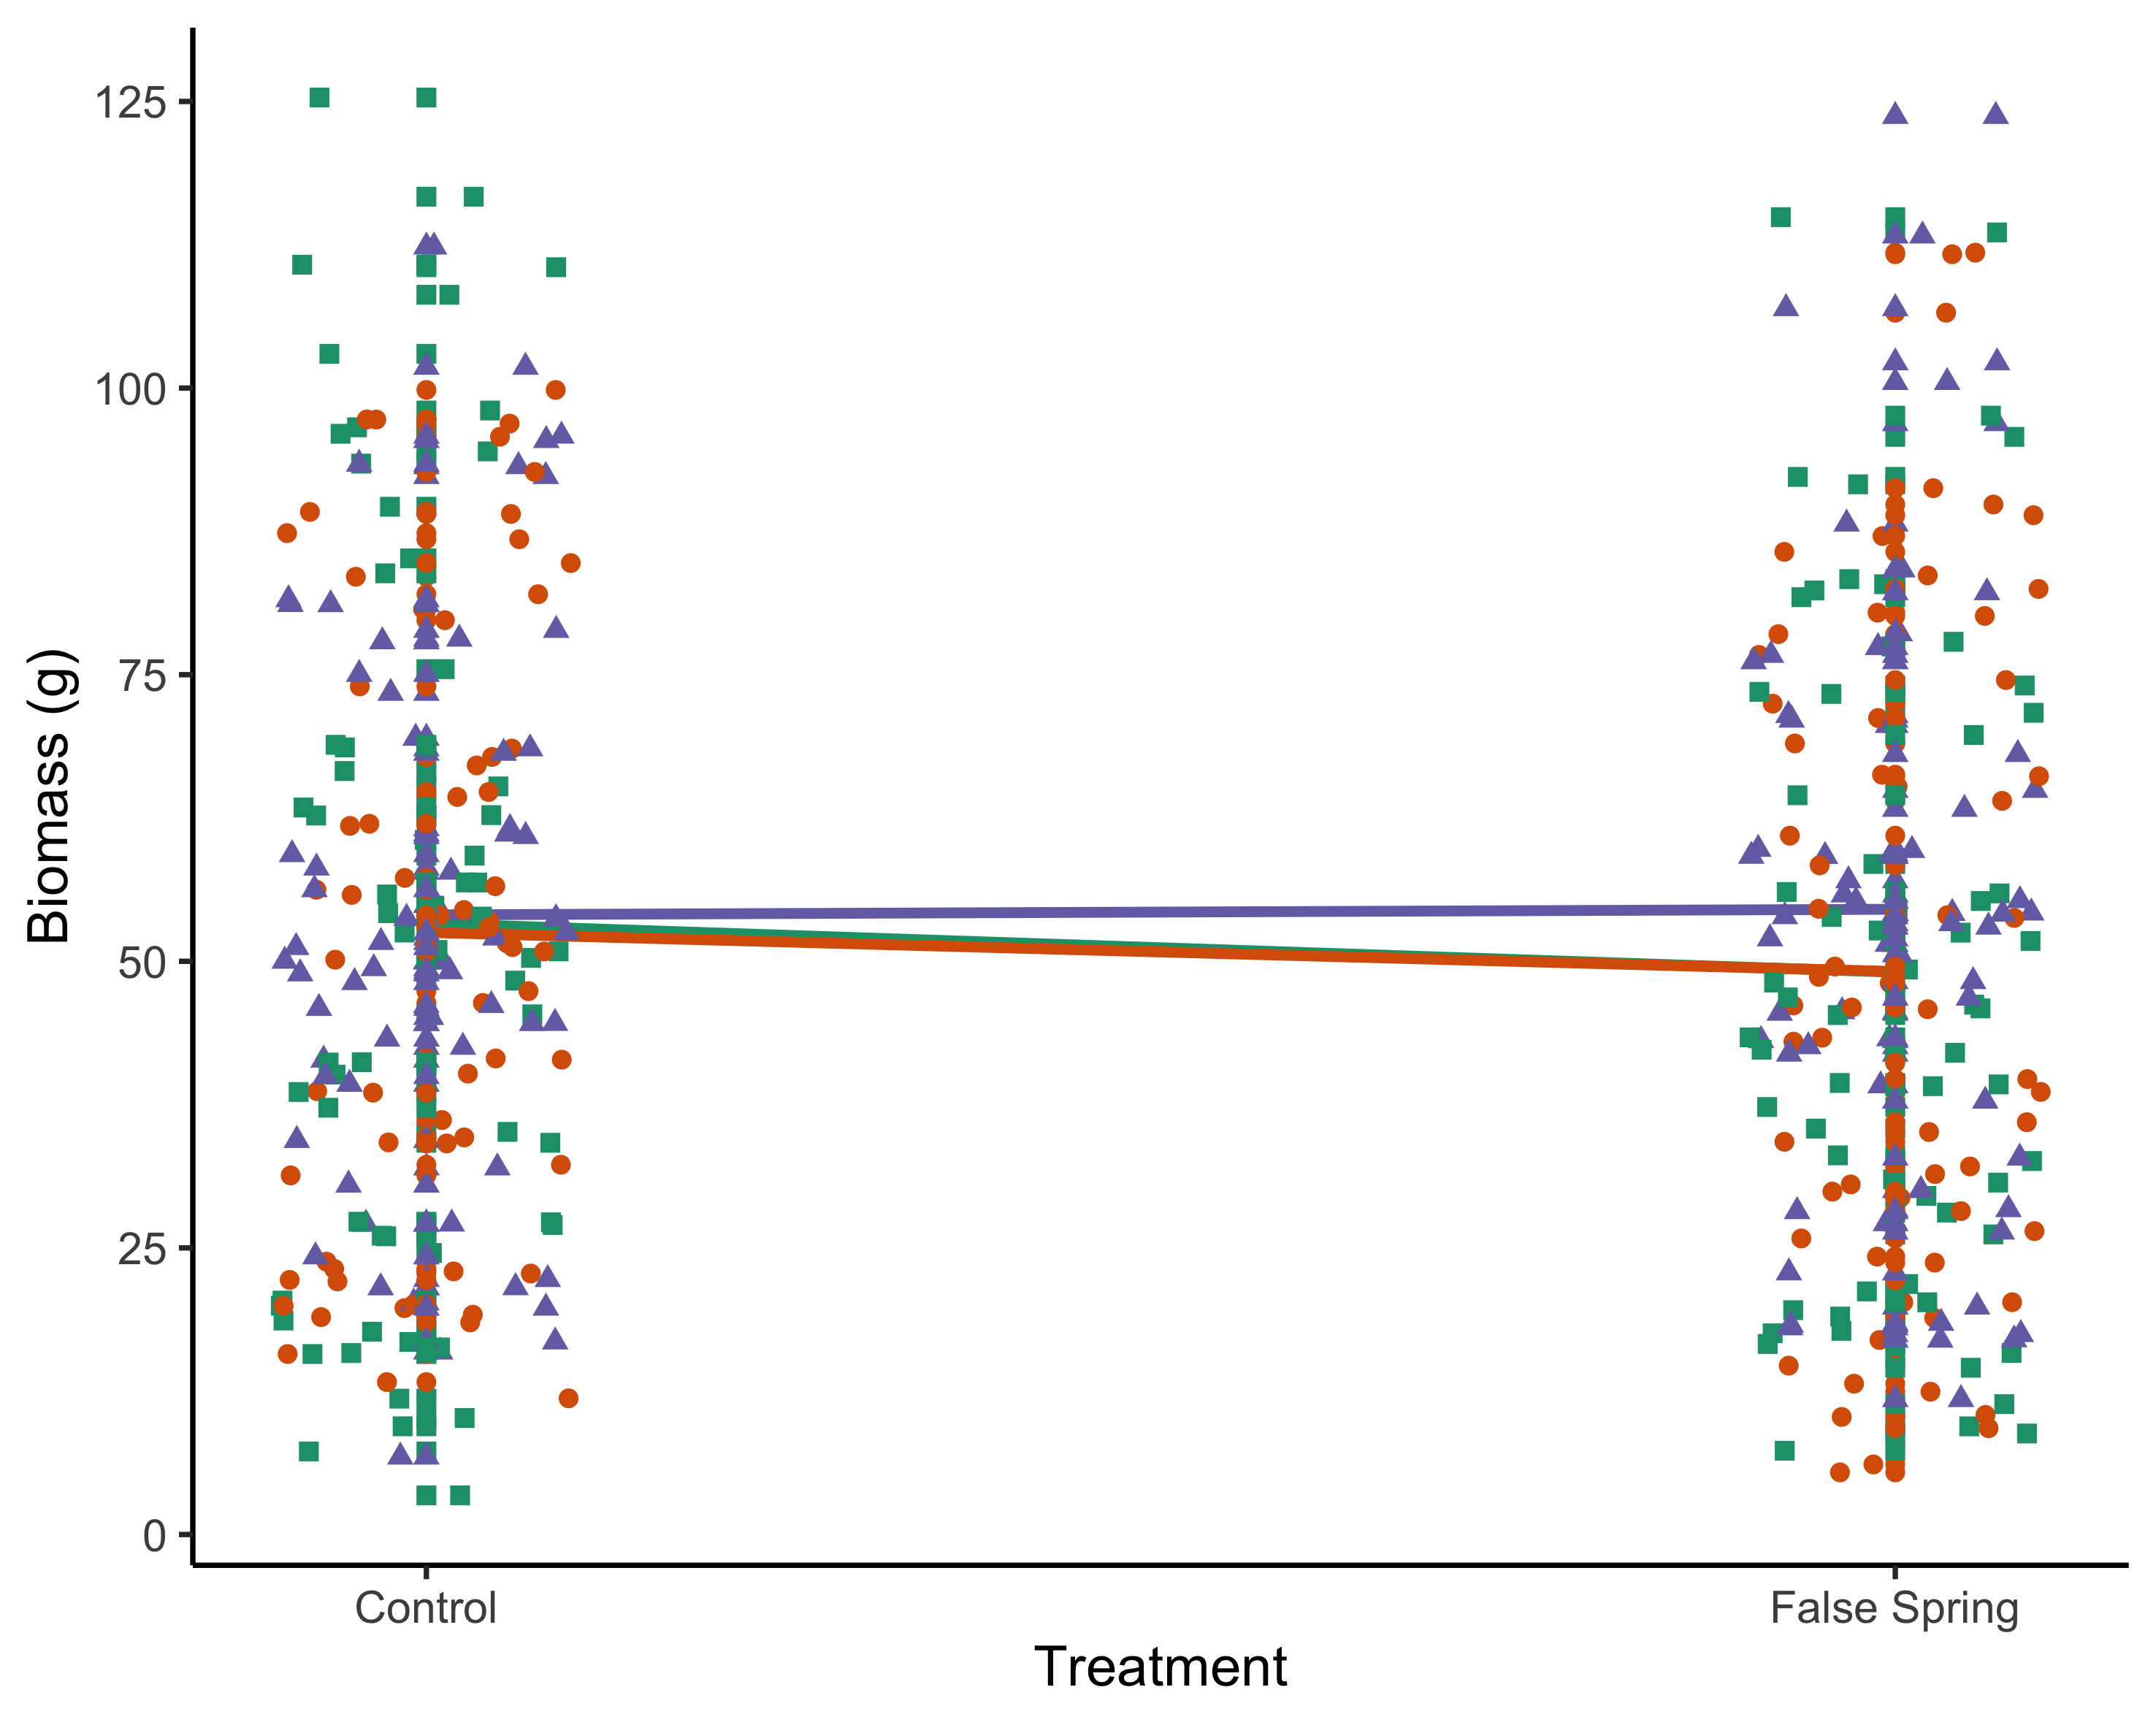 Biomass (g)
125
100
75
50
25
0
Control
False Spring
Treatment